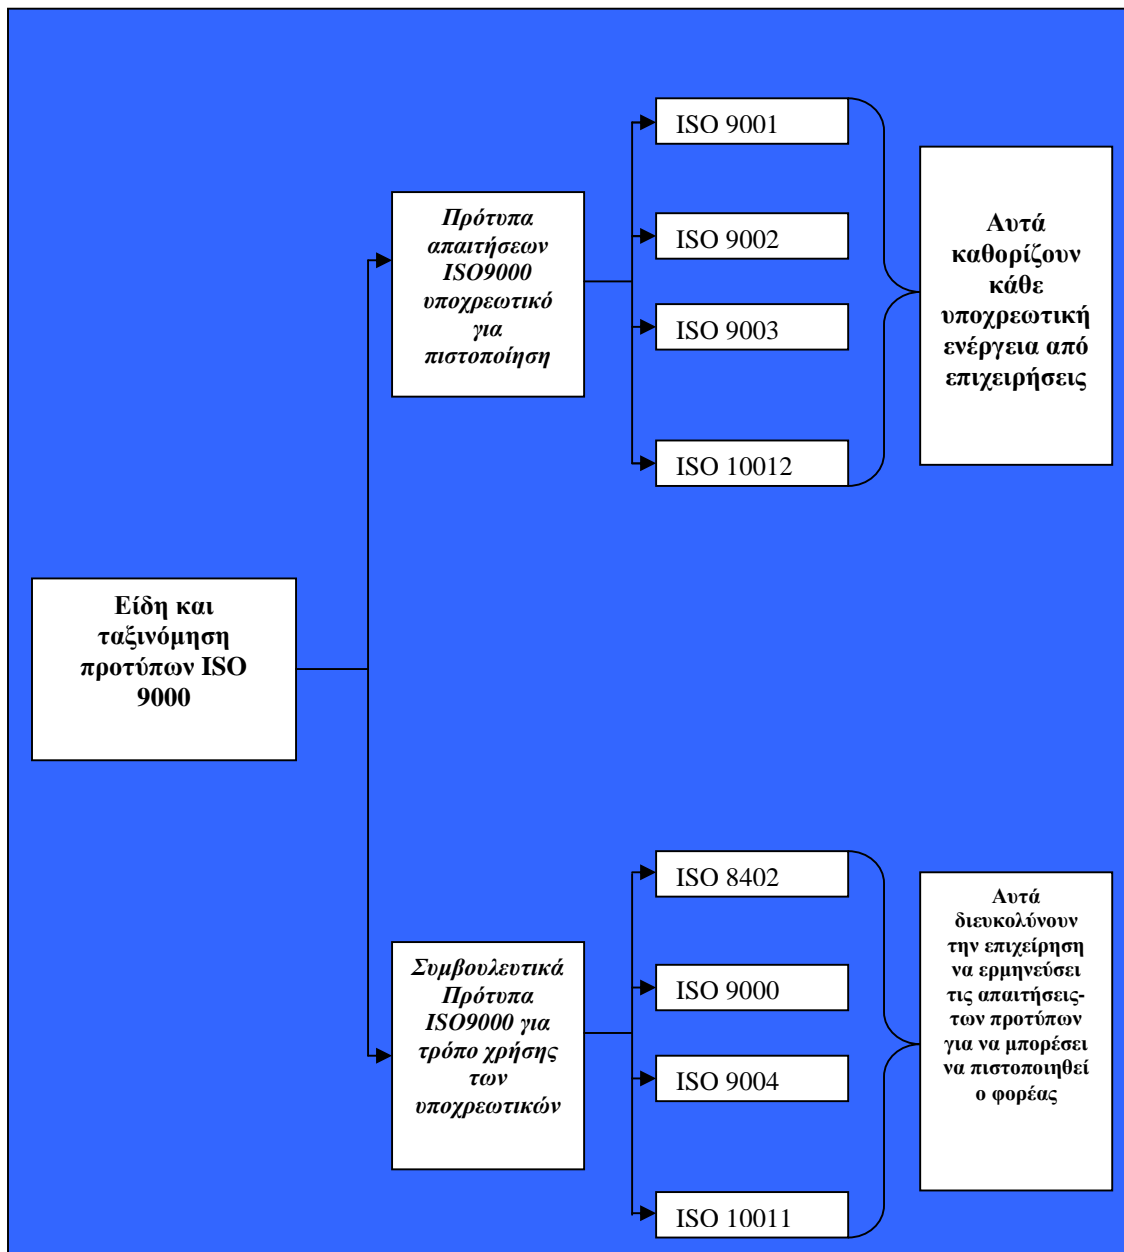 Είδη και
ταξινόμηση
προτύπων ISO
9000
Πρότυπα
απαιτήσεων
ISO9000
υποχρεωτικό
για
πιστοποίηση
ISO 9001
ISO 9002
ISO 9003
ISO 10012
Αυτά
καθορίζουν
κάθε
υποχρεωτική
ενέργεια από
επιχειρήσεις
Συμβουλευτικά
Πρότυπα
ISO9000 για
τρόπο χρήσης
των
υποχρεωτικών
ISO 8402
ISO 9000
ISO 9004
ISO 10011
Αυτά
διευκολύνουν
την επιχείρηση
να ερμηνεύσει
τις απαιτήσεις-
των προτύπων
για να μπορέσει
να πιστοποιηθεί
ο φορέας